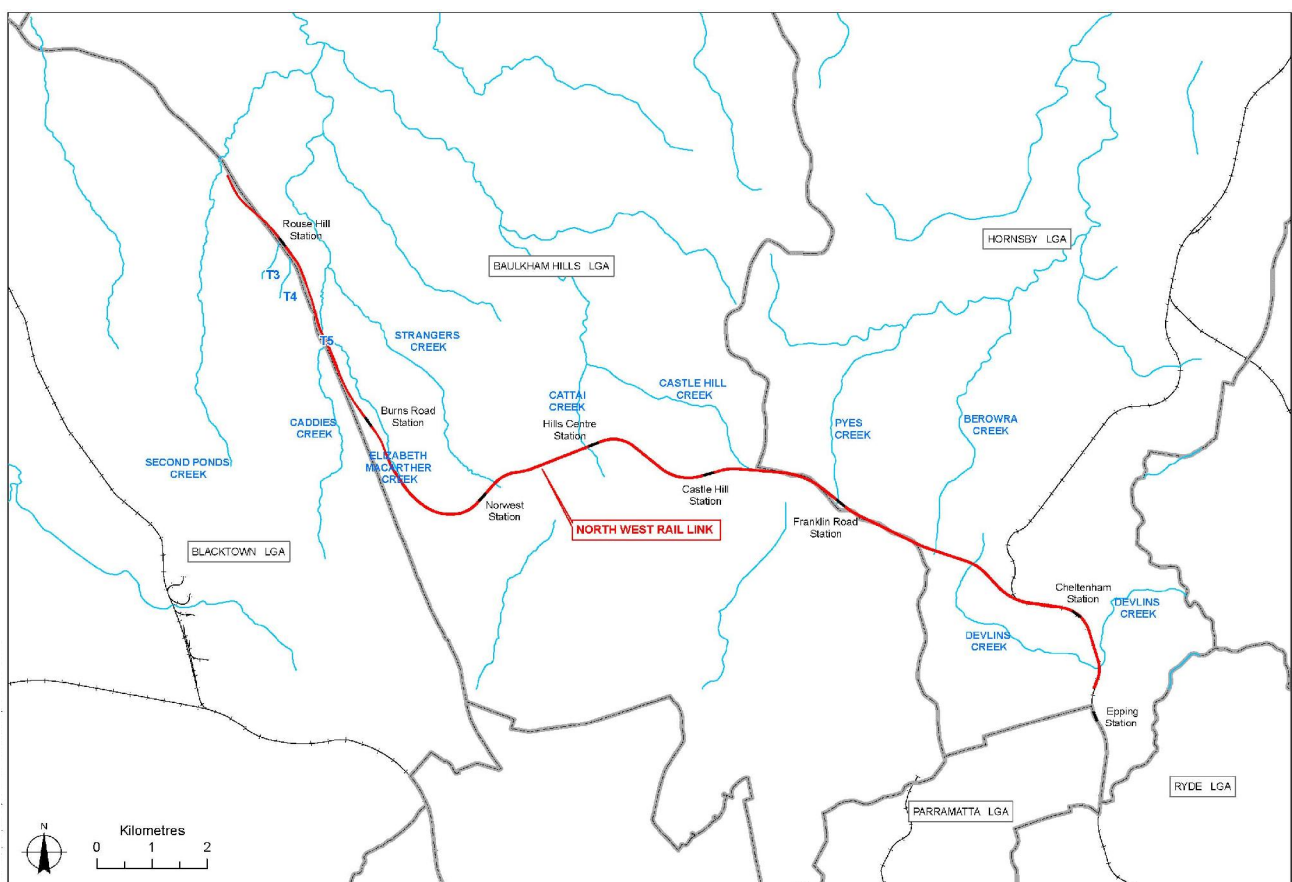 Rouse Hill
Station
HORNSBY LGA
BAULKHAM HILLS LGA
T3
T4
T5
STRANGERS
CREEK
CASTLE HILL
CREEK
CATTAI
CREEK
Burns Road
Station
CADDIES
CREEK
Hills Centre
Station
PYES
CREEK
BEROWRA
CREEK
SECOND PONDS
CREEK
ELIZABETH
MACARTHER
CREEK
Castle Hill
Station
Norwest
Station
NORTH WEST RAIL LINK
Franklin Road
Station
BLACKTOWN LGA
Cheltenham
Station
DEVLINS
CREEK
DEVLINS
CREEK
Epping
Station
RYDE LGA
PARRAMATTA LGA
N
Kilometres
0 1 2